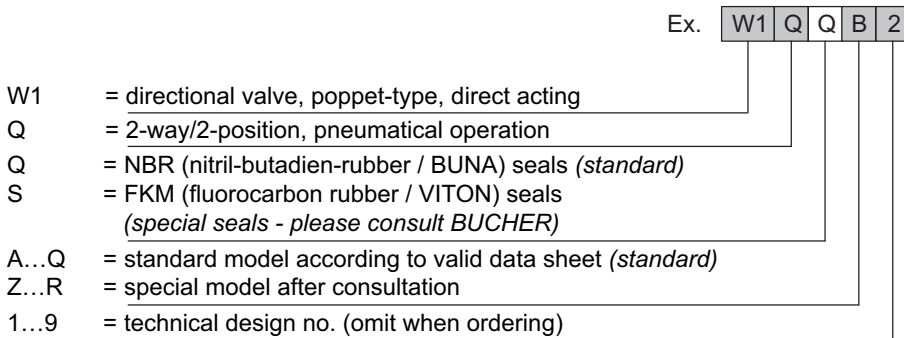 Ex. W1 Q Q B 2
W1 = directional valve, poppet-type, direct acting
Q = 2-way/2-position, pneumatical operation
Q = NBR (nitril-butadien-rubber / BUNA) seals (standard)
S = FKM (fluorocarbon rubber / VITON) seals
(special seals - please consult BUCHER)
A…Q = standard model according to valid data sheet (standard)
Z…R = special model after consultation
1…9 = technical design no. (omit when ordering)